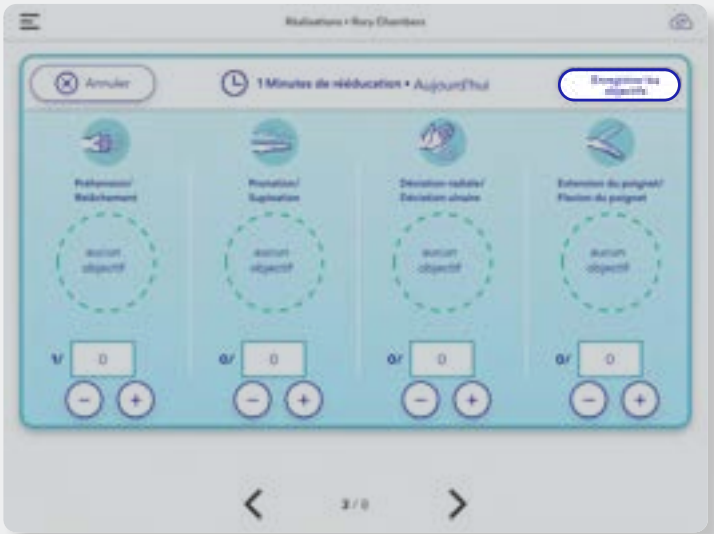 Réalisations • Rory Chambers
Annuler
1 Minutes de rééducation • Aujourd'hui
Enregistrer les
objectifs
Préhension/
Relâchement
Pronation/
Supination
Déviation radiale/
Déviation ulnaire
Extension du poignet/
Flexion du poignet
aucun
objectif
aucun
objectif
aucun
objectif
aucun
objectif
1/ 0
0/ 0
0/ 0
0/ 0
/ 8